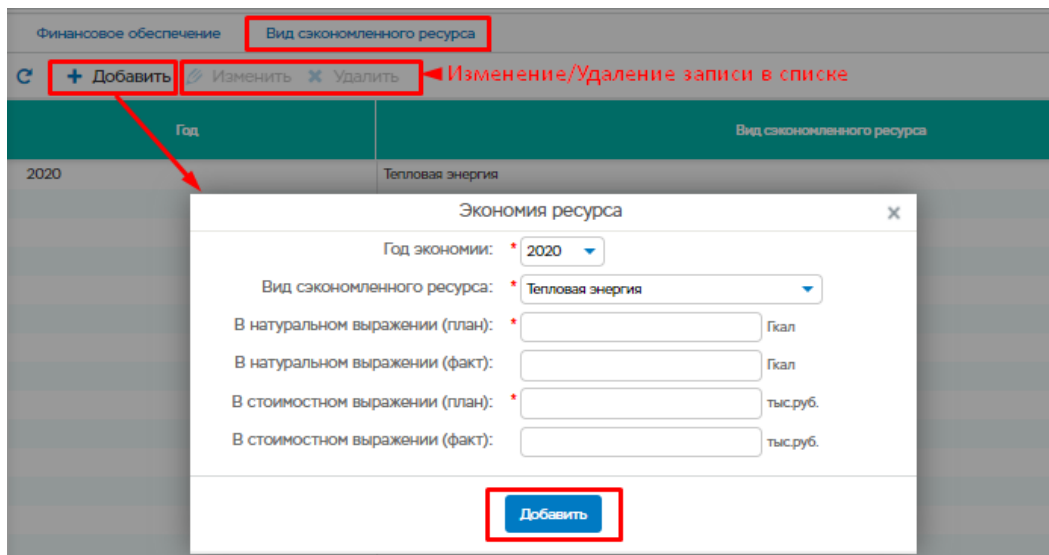 Финансовое обеспечение Вид сэкономленного ресурса
+ Добавить Изменить Удалить Изменение/Удаление записи в списке
Год Вид сэкономленного ресурса
2020 Тепловая энергия
Экономия ресурса
Год экономии: * 2020
Вид сэкономленного ресурса: * Тепловая энергия
В натуральном выражении (план): * Гкал
В натуральном выражении (факт): Гкал
В стоимостном выражении (план): * тыс.руб.
В стоимостном выражении (факт): тыс.руб.
Добавить